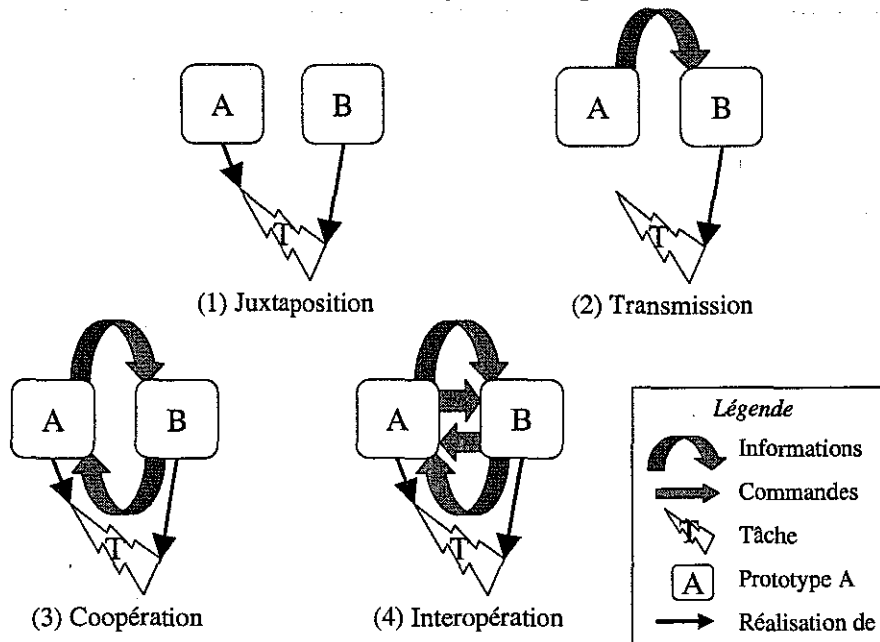 A
B
T
(1) Juxtaposition
A
B
T
(2) Transmission
A
B
T
(3) Coopération
A
B
T
(4) Interopération
Légende
Informations
Commandes
T
Tâche
A
Prototype A
Réalisation de